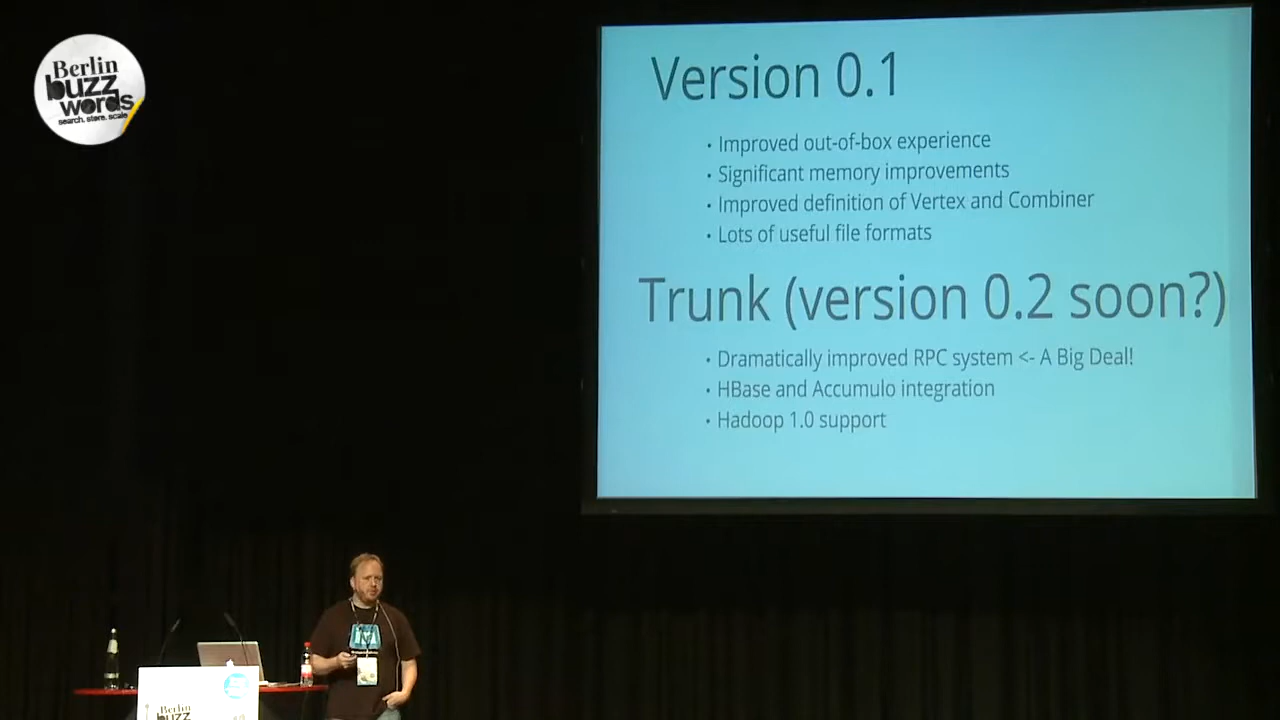 Berlin
buzz
words
search. store. scale
Version 0.1
• Improved out-of-box experience
• Significant memory improvements
• Improved definition of Vertex and Combiner
• Lots of useful file formats
Trunk (version 0.2 soon?)
• Dramatically improved RPC system <- A Big Deal!
• HBase and Accumulo integration
• Hadoop 1.0 support
Berlin
buzz